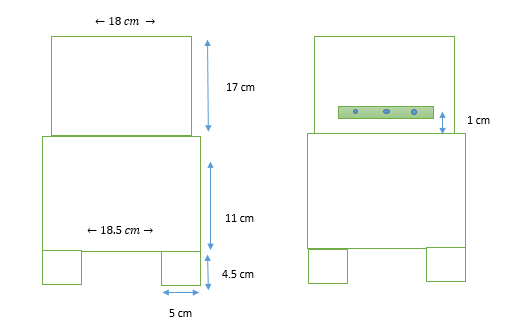 ← 18 cm →
17 cm
1 cm
11 cm
← 18.5 cm →
4.5 cm
5 cm